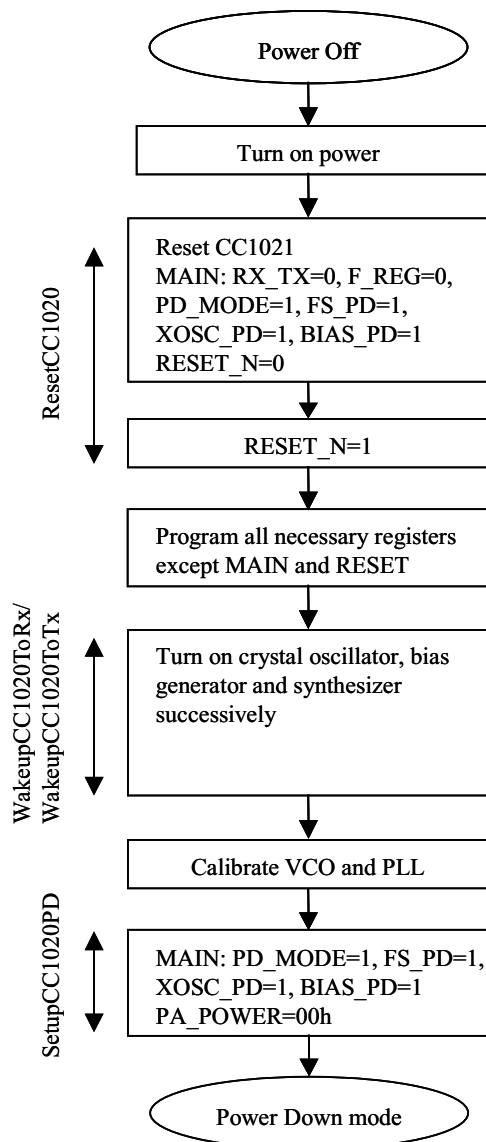 Power Off
Turn on power
ResetCC1020
Reset CC1021
MAIN: RX_TX=0, F_REG=0,
PD_MODE=1, FS_PD=1,
XOSC_PD=1, BIAS_PD=1
RESET_N=0
RESET_N=1
Program all necessary registers
except MAIN and RESET
WakeupCC1020ToRx/
WakeupCC1020ToTx
Turn on crystal oscillator, bias
generator and synthesizer
successively
Calibrate VCO and PLL
SetupCC1020PD
MAIN: PD_MODE=1, FS_PD=1,
XOSC_PD=1, BIAS_PD=1
PA_POWER=00h
Power Down mode